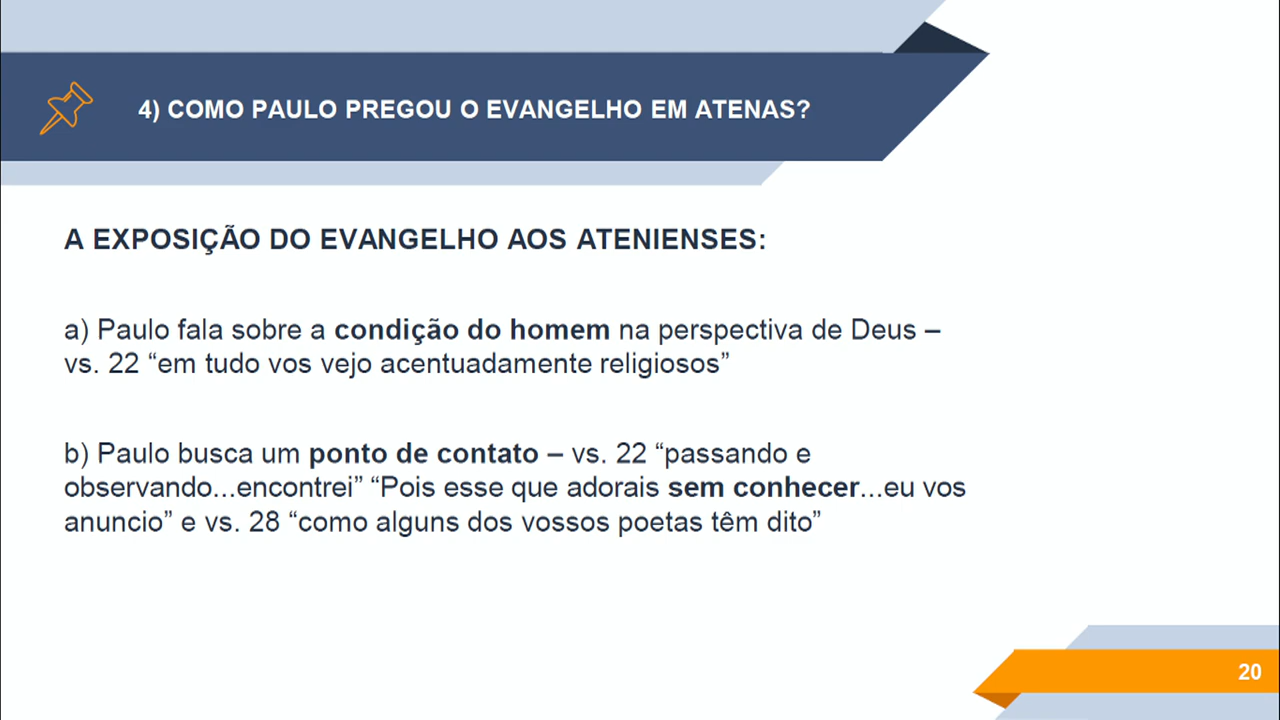 4) COMO PAULO PREGOU O EVANGELHO EM ATENAS?
A EXPOSIÇÃO DO EVANGELHO AOS ATENIENSES:
a) Paulo fala sobre a condição do homem na perspectiva de Deus –
vs. 22 “em tudo vos vejo acentuadamente religiosos”
b) Paulo busca um ponto de contato – vs. 22 “passando e
observando...encontrei” “Pois esse que adorais sem conhecer...eu vos
anuncio” e vs. 28 “como alguns dos vossos poetas têm dito”
20